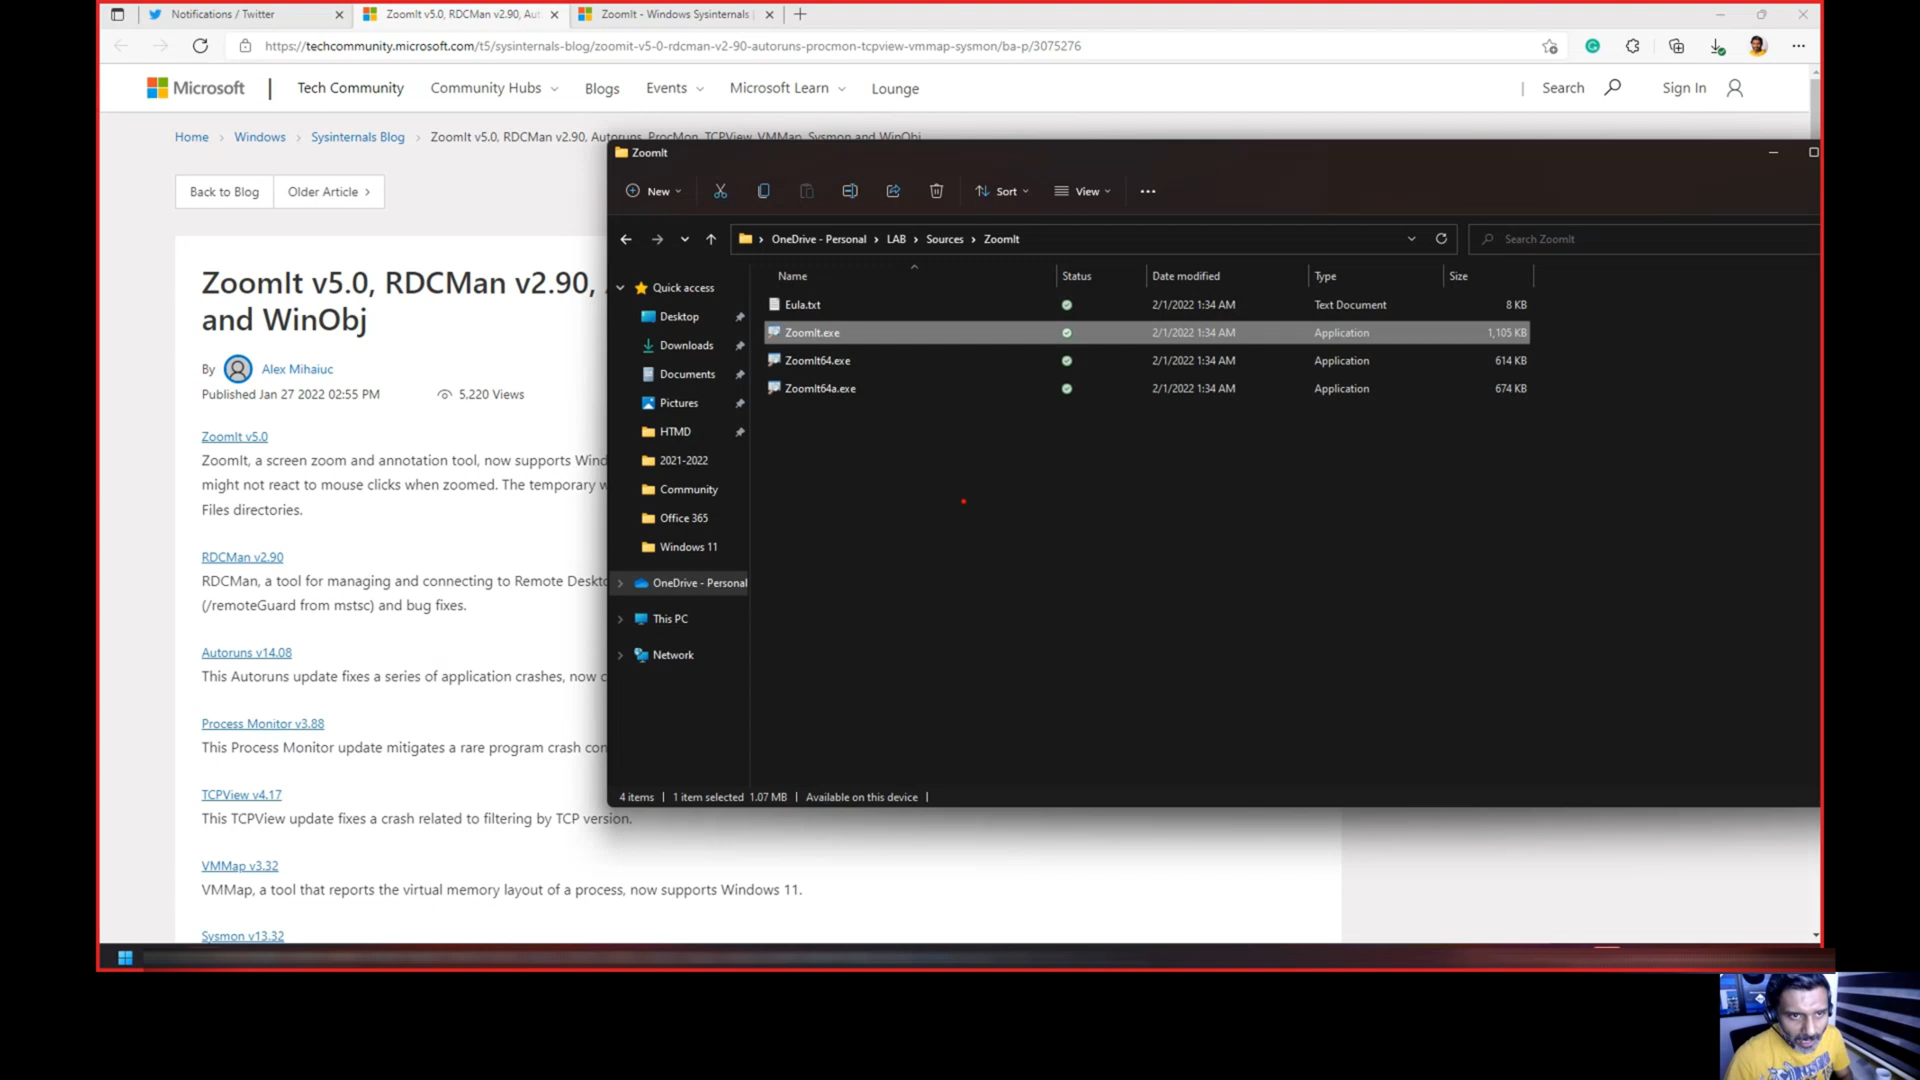 Notifications / Twitter
ZoomIt v5.0, RDCMan v2.90, Aut
ZoomIt - Windows Sysinternals
https://techcommunity.microsoft.com/t5/sysinternals-blog/zoomit-v5-0-rdcman-v2-90-autoruns-procmon-tcpview-vmmap-sysmon/ba-p/3075276
Microsoft
Tech Community
Community Hubs
Blogs
Events
Microsoft Learn
Lounge
Search
Sign In
Home > Windows > Sysinternals Blog > ZoomIt v5.0, RDCMan v2.90, Autoruns, ProcMon, TCPView, VMMap, Sysmon and WinObj
Back to Blog
Older Article >
ZoomIt v5.0, RDCMan v2.90,
and WinObj
By Alex Mihaiuc
Published Jan 27 2022 02:55 PM
5,220 Views
ZoomIt v5.0
ZoomIt, a screen zoom and annotation tool, now supports Wind
might not react to mouse clicks when zoomed. The temporary w
Files directories.
RDCMan v2.90
RDCMan, a tool for managing and connecting to Remote Deskto
(/remoteGuard from mstsc) and bug fixes.
Autoruns v14.08
This Autoruns update fixes a series of application crashes, now c
Process Monitor v3.88
This Process Monitor update mitigates a rare program crash con
TCPView v4.17
This TCPView update fixes a crash related to filtering by TCP version.
VMMap v3.32
VMMap, a tool that reports the virtual memory layout of a process, now supports Windows 11.
Sysmon v13.32
ZoomIt
New
Sort
View
OneDrive - Personal > LAB > Sources > ZoomIt
Search ZoomIt
Quick access
Desktop
Downloads
Documents
Pictures
HTMD
2021-2022
Community
Office 365
Windows 11
OneDrive - Personal
This PC
Network
Name Status Date modified Type Size
Eula.txt 2/1/2022 1:34 AM Text Document 8 KB
ZoomIt.exe 2/1/2022 1:34 AM Application 1,105 KB
ZoomIt64.exe 2/1/2022 1:34 AM Application 614 KB
ZoomIt64a.exe 2/1/2022 1:34 AM Application 674 KB
4 items | 1 item selected 1.07 MB | Available on this device |